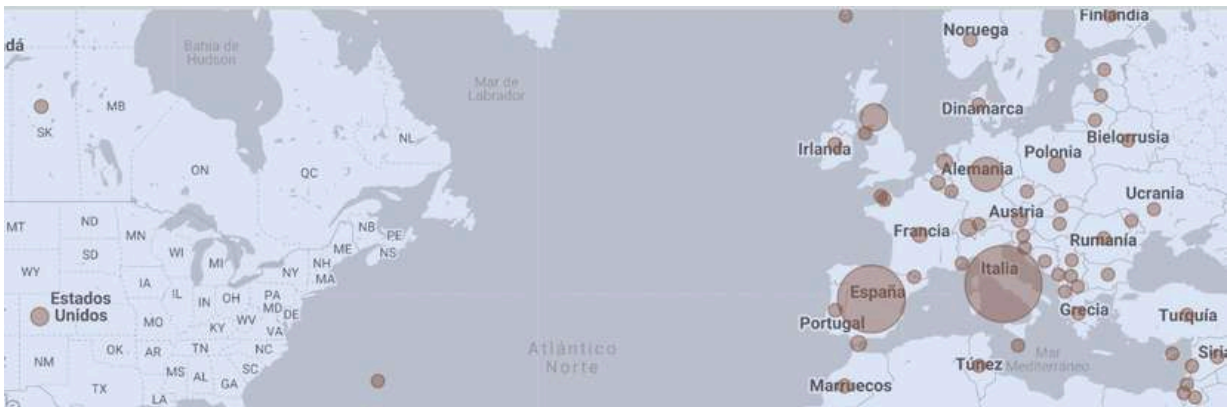 Finlandia
Noruega
dá
Bahía de
Hudson
Mar de
Labrador
MB
SK
NL
Dinamarca
Irlanda
Bielorrusia
Polonia
ON
QC
Alemania
Ucrania
Austria
MT
ND
MN
NB
PE
Francia
Rumanía
SD
WI
MI
ME
NS
WY
NH
NY
MA
IA
Italia
Estados
Unidos
IL
IN
OH
PA
MD
DE
España
MO
KY
WV
VA
Portugal
Grecia
Turquía
NM
OK
AR
TN
NC
Atlántico
Norte
Mar
Mediterráneo
Siria
MS
AL
SC
GA
Túnez
TX
LA
Marruecos